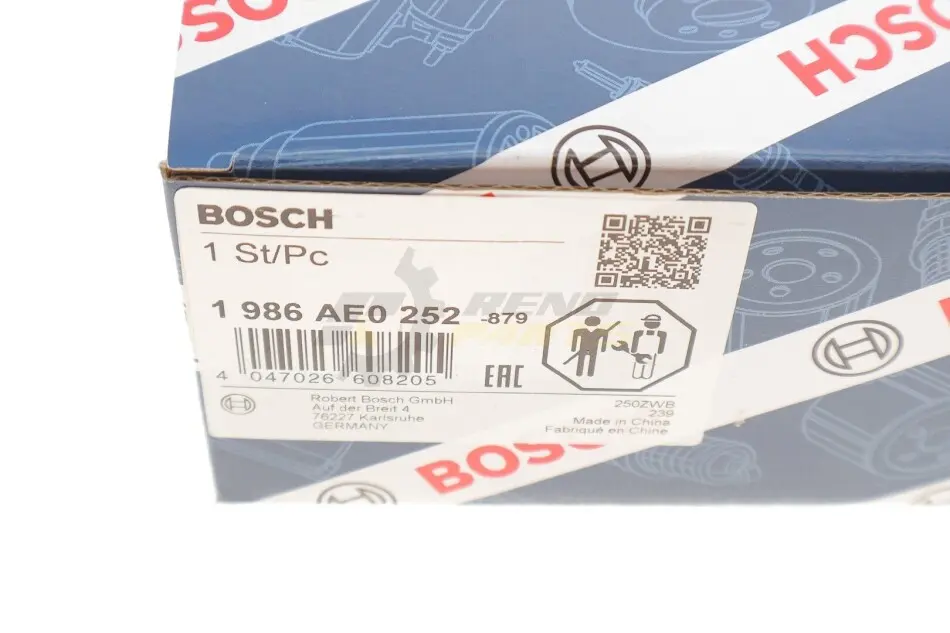 BOSCH
BOSCH
BOSCH
1 St/Pc
1 986 AE0 252 -879
4 047026 608205
EAC
Robert Bosch GmbH
Auf der Breit 4
76227 Karlsruhe
GERMANY
250ZWB
239
Made in China
Fabriqué en Chine
BOSCH